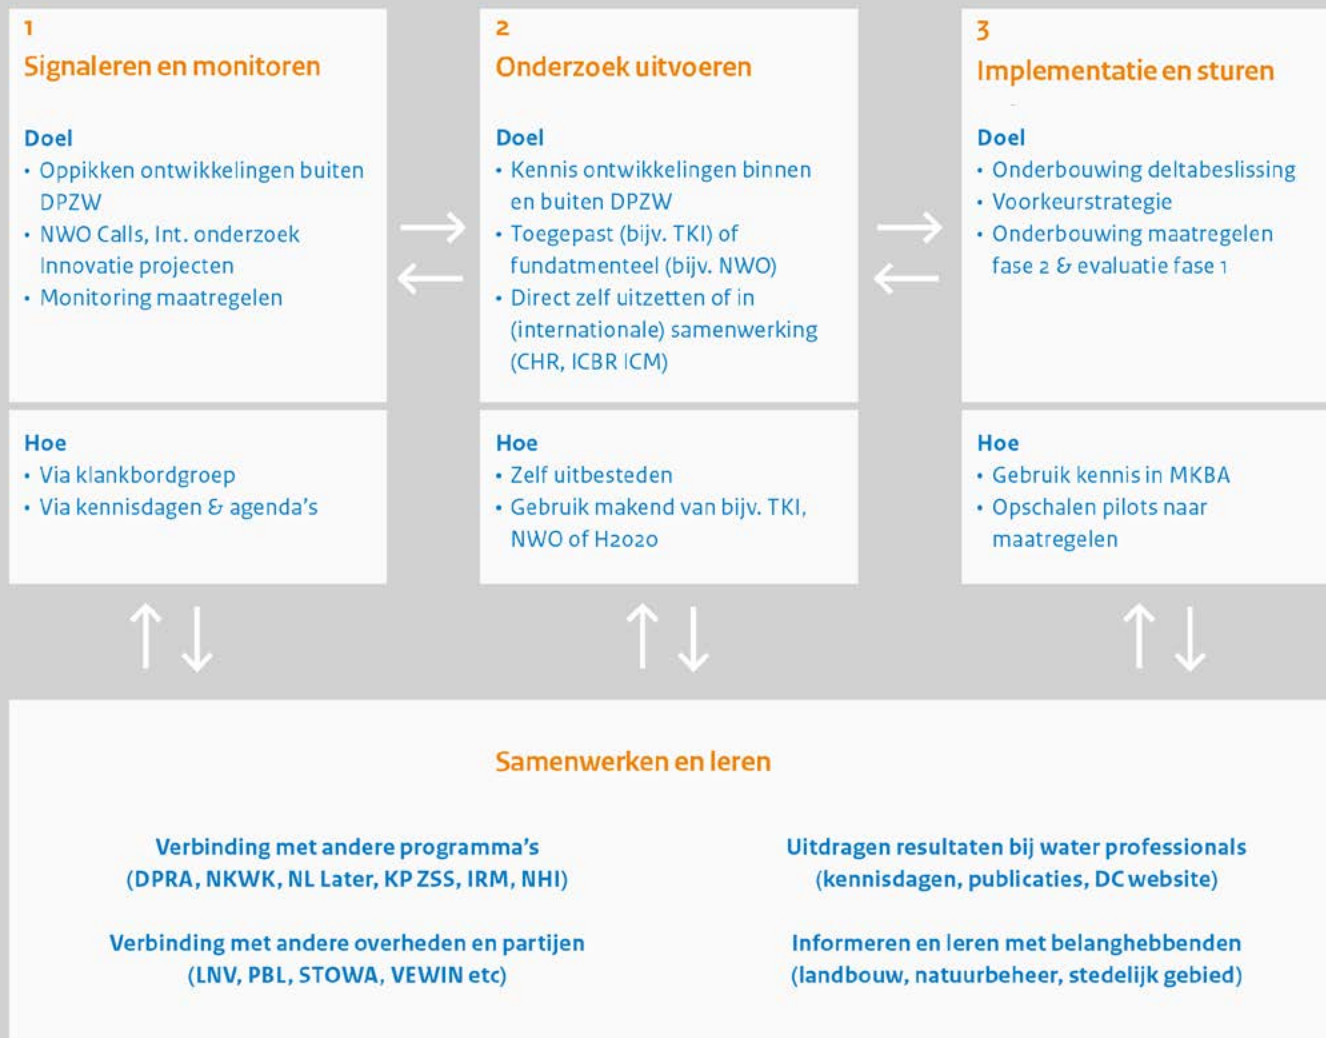 1
Signaleren en monitoren
Doel
• Oppikken ontwikkelingen buiten
DPZW
• NWO Calls, Int. onderzoek
Innovatie projecten
• Monitoring maatregelen
Hoe
• Via klankbordgroep
• Via kennisdagen & agenda's
2
Onderzoek uitvoeren
Doel
• Kennis ontwikkelingen binnen
en buiten DPZW
• Toegepast (bijv. TKI) of
fundatmenteel (bijv. NWO)
• Direct zelf uitzetten of in
(internationale) samenwerking
(CHR, ICBR ICM)
Hoe
• Zelf uitbesteden
• Gebruik makend van bijv. TKI,
NWO of H2020
3
Implementatie en sturen
Doel
• Onderbouwing deltabeslissing
• Voorkeurstrategie
• Onderbouwing maatregelen
fase 2 & evaluatie fase 1
Hoe
• Gebruik kennis in MKBA
• Opschalen pilots naar
maatregelen
Samenwerken en leren
Verbinding met andere programma's
(DPRA, NKWK, NL Later, KP ZSS, IRM, NHI)
Verbinding met andere overheden en partijen
(LNV, PBL, STOWA, VEWIN etc)
Uitdragen resultaten bij water professionals
(kennisdagen, publicaties, DC website)
Informeren en leren met belanghebbenden
(landbouw, natuurbeheer, stedelijk gebied)